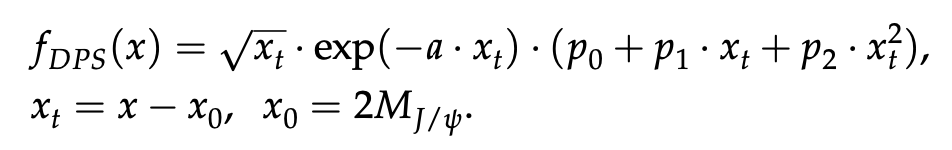 f_{DPS}(x) = \sqrt{x_t} \cdot \exp(-a \cdot x_t) \cdot (p_0 + p_1 \cdot x_t + p_2 \cdot x_t^2),
x_t = x - x_0, \ \ x_0 = 2M_{J/\psi}.